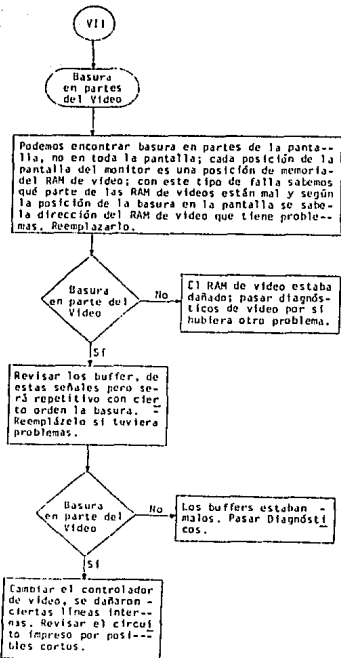 VII
Basura
en partes
del Video
Podemos encontrar basura en partes de la panta--
lla, no en toda la pantalla; cada posición de la
pantalla del monitor es una posición de memoria-
del RAM de video; con este tipo de falla sabemos
qué parte de las RAM de videos están mal y según
la posición de la basura en la pantalla se sabe-
la dirección del RAM de video que tiene proble--
mas. Reemplazarlo.
Basura
en parte del
Video
No
El RAM de video estaba
dañado; pasar diagnós-
ticos de video por si
hubiera otro problema.
Sí
Revisar los buffer, de
estas señales pero se-
rá repetitivo con cier
to orden la basura. -
Reemplázelo si tuviera
problemas.
Basura
en parte del
Video
No
Los buffers estaban -
malos. Pasar Diagnósti
cos.
Sí
Cambiar el controlador
de video, se dañaron -
ciertas líneas inter--
nas. Revisar el circui
to impreso por posi---
bles cortos.